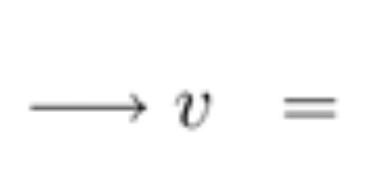 ⟶ v =